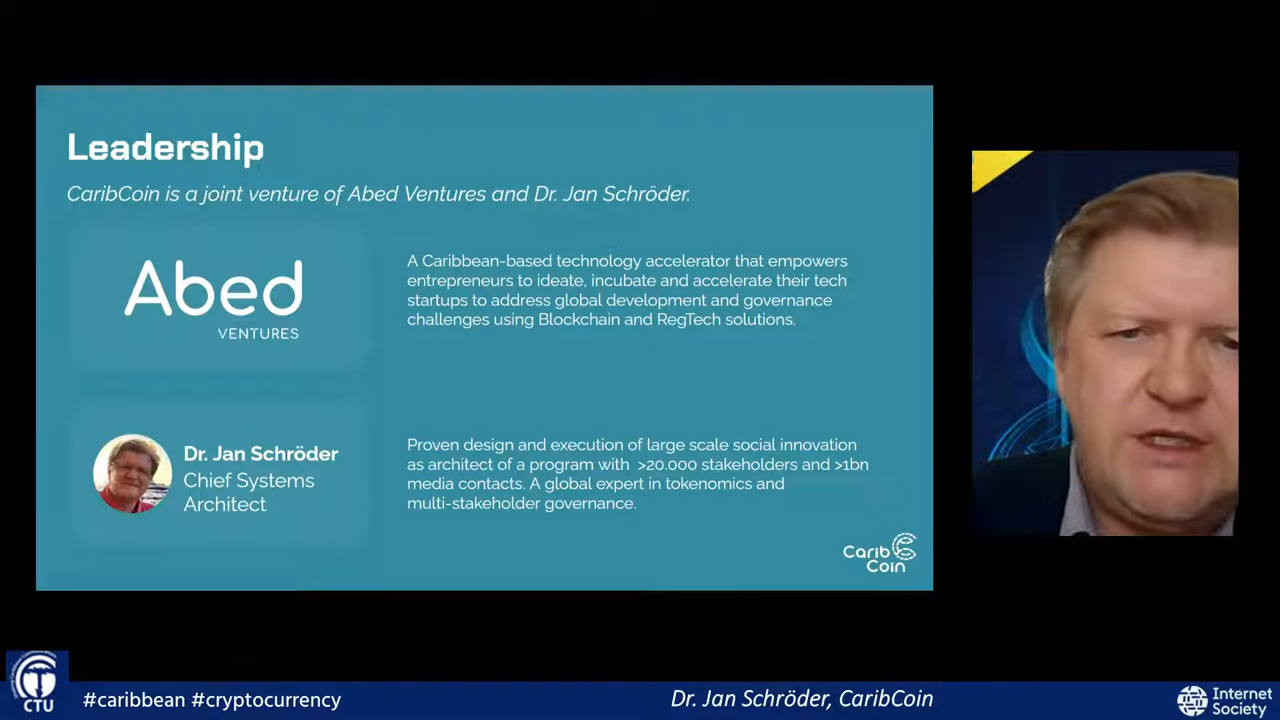 Leadership
CaribCoin is a joint venture of Abed Ventures and Dr. Jan Schröder.
Abed
VENTURES
A Caribbean-based technology accelerator that empowers
entrepreneurs to ideate, incubate and accelerate their tech
startups to address global development and governance
challenges using Blockchain and RegTech solutions.
Dr. Jan Schröder
Chief Systems
Architect
Proven design and execution of large scale social innovation
as architect of a program with >20.000 stakeholders and >1bn
media contacts. A global expert in tokenomics and
multi-stakeholder governance.
Carib
Coin
CTU
#caribbean #cryptocurrency
Dr. Jan Schröder, CaribCoin
Internet
Society